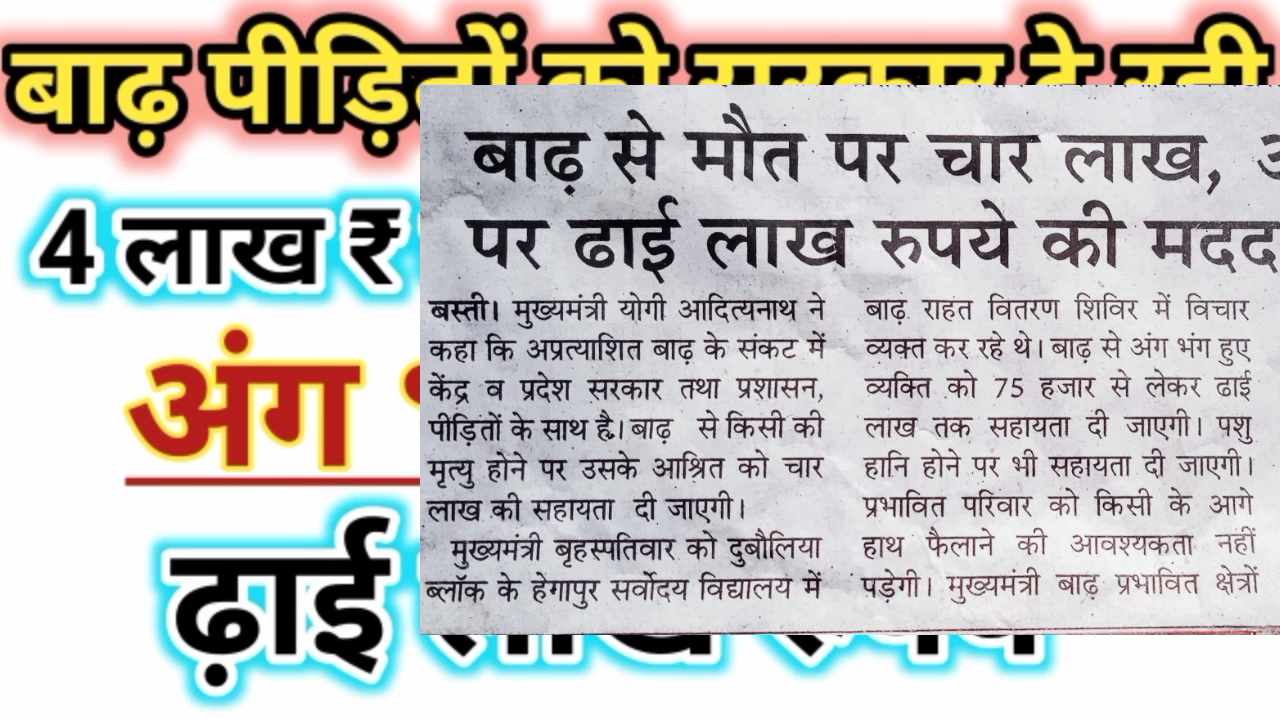 बाढ़ पीड़ितों को सरकार दे रही
4 लाख ₹
अंग
ढ़ाई लाख रुपये
बाढ़ से मौत पर चार लाख,
पर ढाई लाख रुपये की मदद
बस्ती। मुख्यमंत्री योगी आदित्यनाथ ने
कहा कि अप्रत्याशित बाढ़ के संकट में
केंद्र व प्रदेश सरकार तथा प्रशासन,
पीड़ितों के साथ है। बाढ़ से किसी की
मृत्यु होने पर उसके आश्रित को चार
लाख की सहायता दी जाएगी।
मुख्यमंत्री बृहस्पतिवार को दुबौलिया
ब्लॉक के हेगापुर सर्वोदय विद्यालय में
बाढ़ राहत वितरण शिविर में विचार
व्यक्त कर रहे थे। बाढ़ से अंग भंग हुए
व्यक्ति को 75 हजार से लेकर ढाई
लाख तक सहायता दी जाएगी। पशु
हानि होने पर भी सहायता दी जाएगी।
प्रभावित परिवार को किसी के आगे
हाथ फैलाने की आवश्यकता नहीं
पड़ेगी। मुख्यमंत्री बाढ़ प्रभावित क्षेत्रों